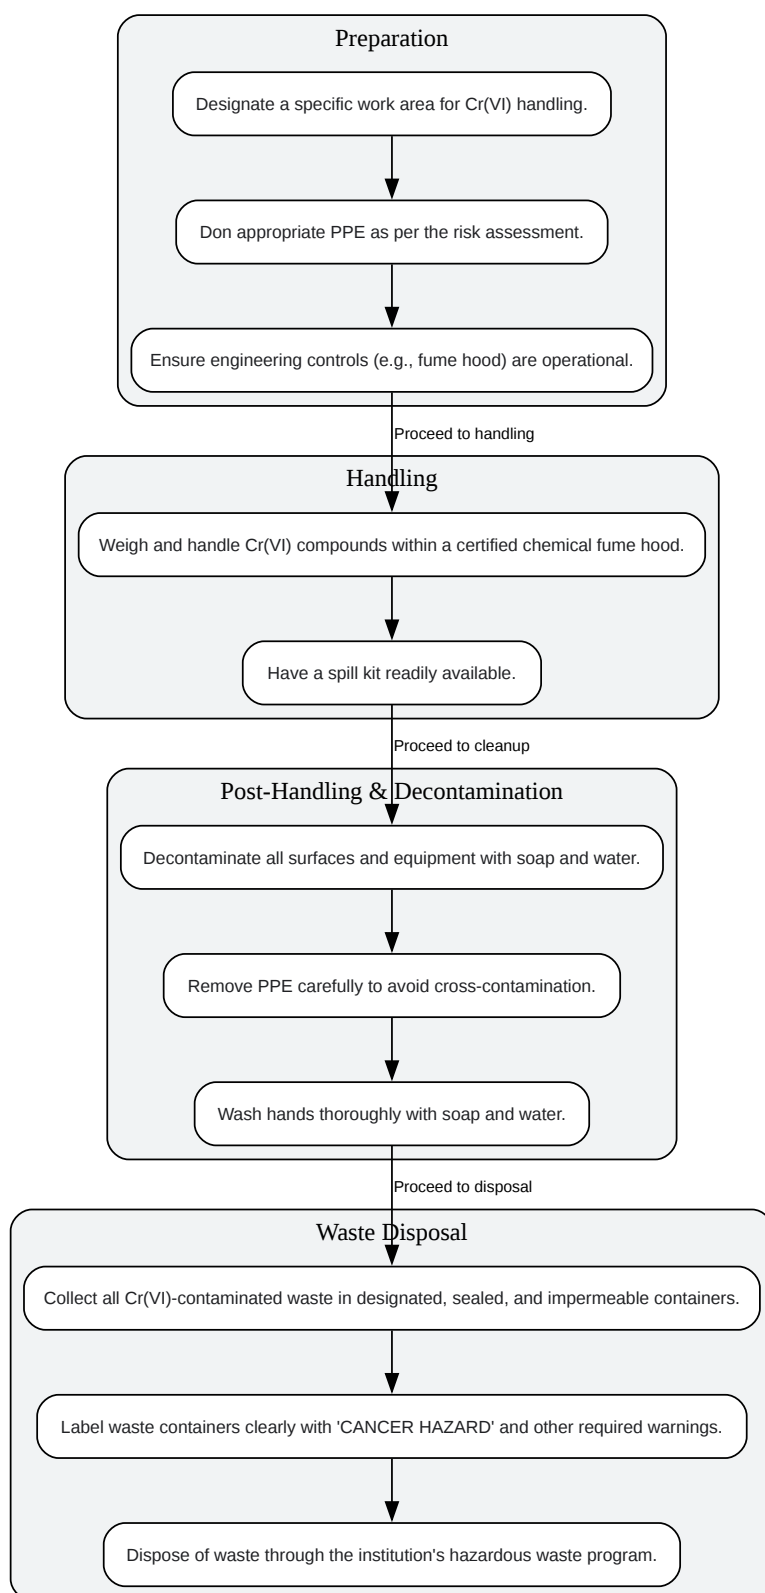 Preparation
Designate a specific work area for Cr(VI) handling.
Don appropriate PPE as per the risk assessment.
Ensure engineering controls (e.g., fume hood) are operational.
Proceed to handling
Handling
Weigh and handle Cr(VI) compounds within a certified chemical fume hood.
Have a spill kit readily available.
Proceed to cleanup
Post-Handling & Decontamination
Decontaminate all surfaces and equipment with soap and water.
Remove PPE carefully to avoid cross-contamination.
Wash hands thoroughly with soap and water.
Proceed to disposal
Waste Disposal
Collect all Cr(VI)-contaminated waste in designated, sealed, and impermeable containers.
Label waste containers clearly with 'CANCER HAZARD' and other required warnings.
Dispose of waste through the institution's hazardous waste program.